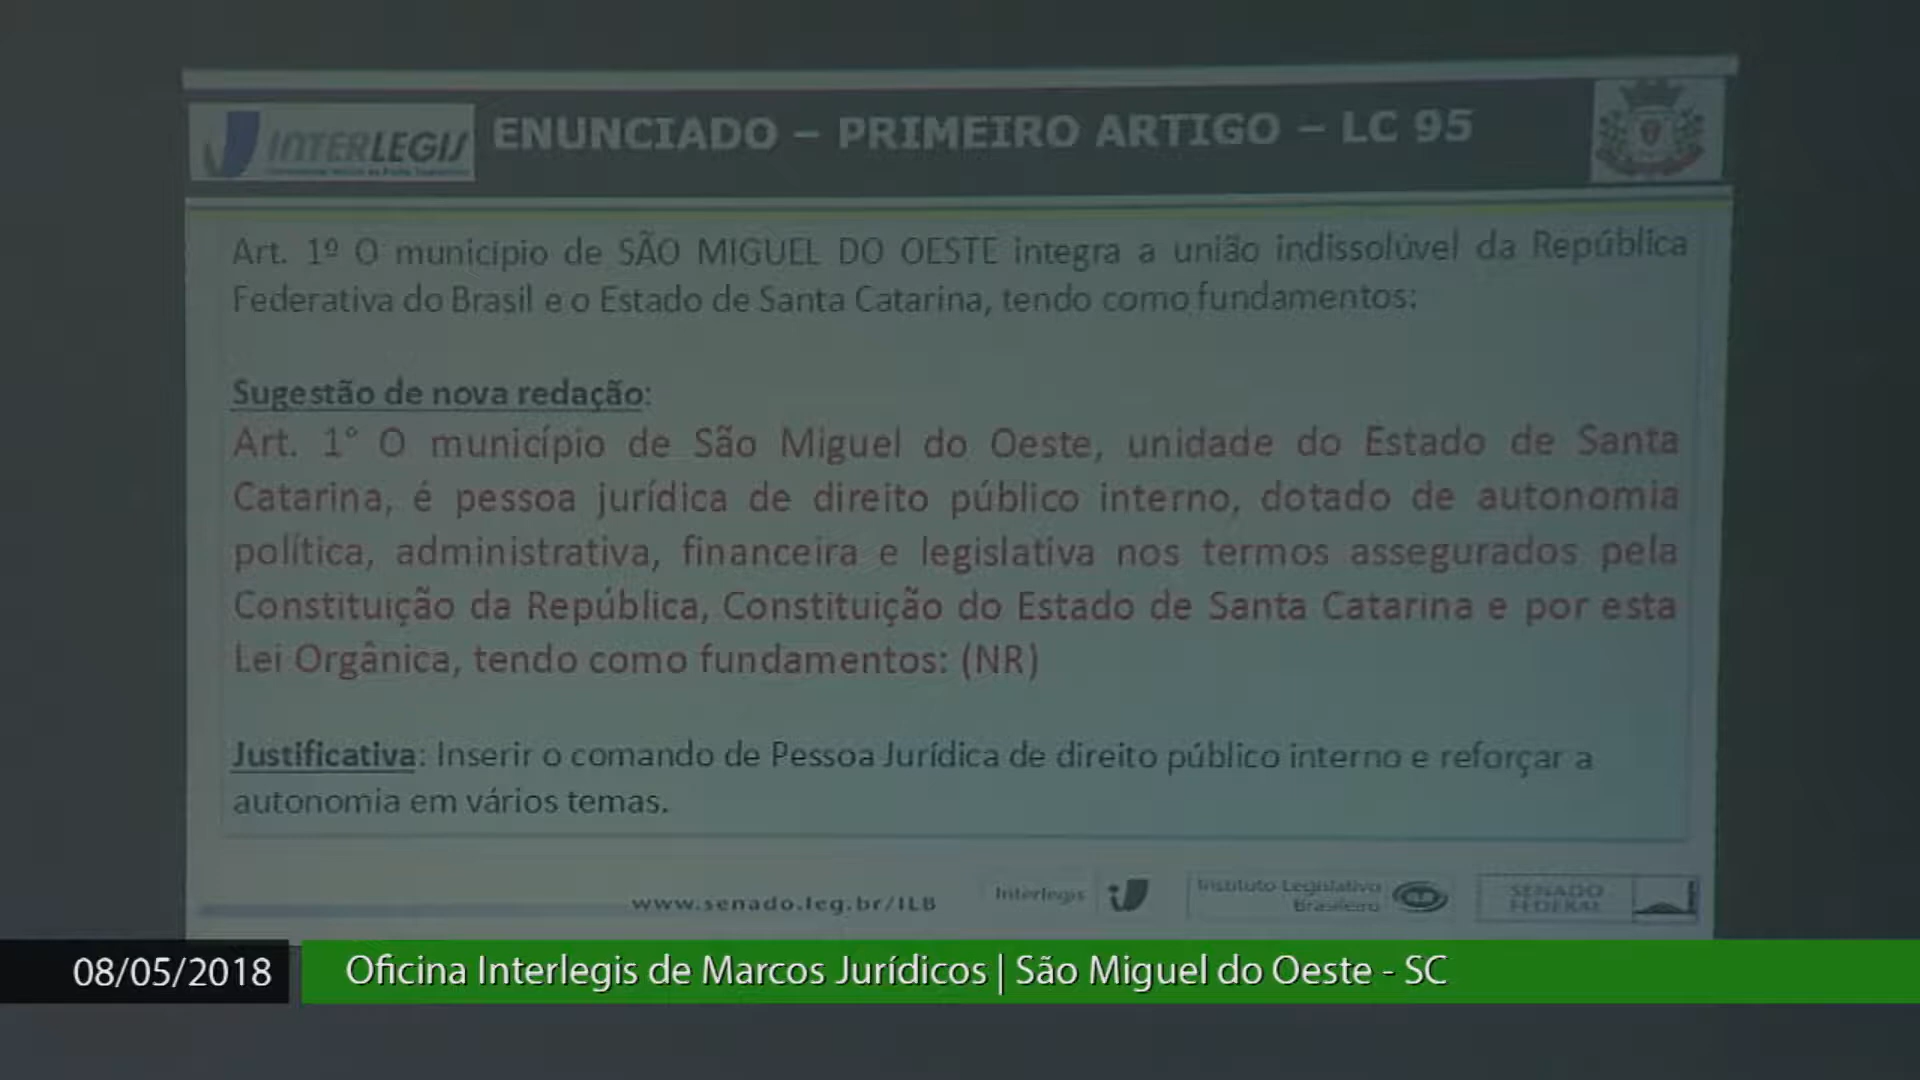 INTERLEGIS
ENUNCIADO – PRIMEIRO ARTIGO – LC 95
Art. 1º O município de SÃO MIGUEL DO OESTE integra a união indissolúvel da República
Federativa do Brasil e o Estado de Santa Catarina, tendo como fundamentos:
Sugestão de nova redação:
Art. 1° O município de São Miguel do Oeste, unidade do Estado de Santa
Catarina, é pessoa jurídica de direito público interno, dotado de autonomia
política, administrativa, financeira e legislativa nos termos assegurados pela
Constituição da República, Constituição do Estado de Santa Catarina e por esta
Lei Orgânica, tendo como fundamentos: (NR)
Justificativa: Inserir o comando de Pessoa Jurídica de direito público interno e reforçar a
autonomia em vários temas.
www.senado.leg.br/ILB
Interlegis
Instituto Legislativo
Brasileiro
SENADO
FEDERAL
08/05/2018
Oficina Interlegis de Marcos Jurídicos | São Miguel do Oeste - SC